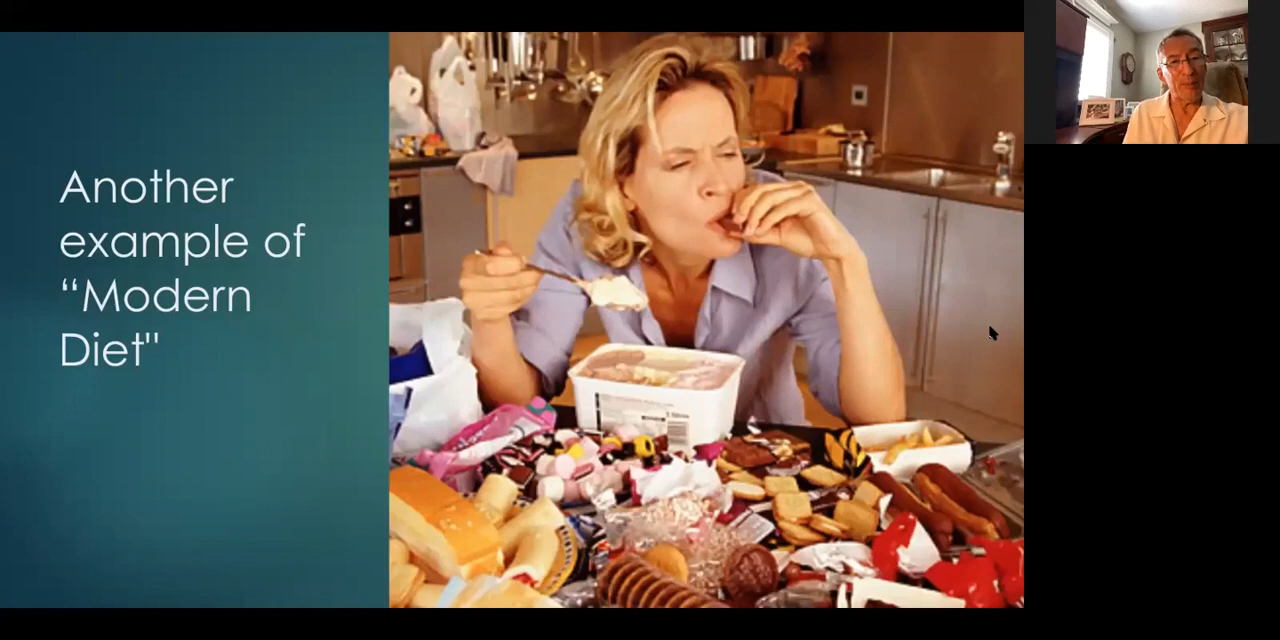 Another
example of
“Modern
Diet"